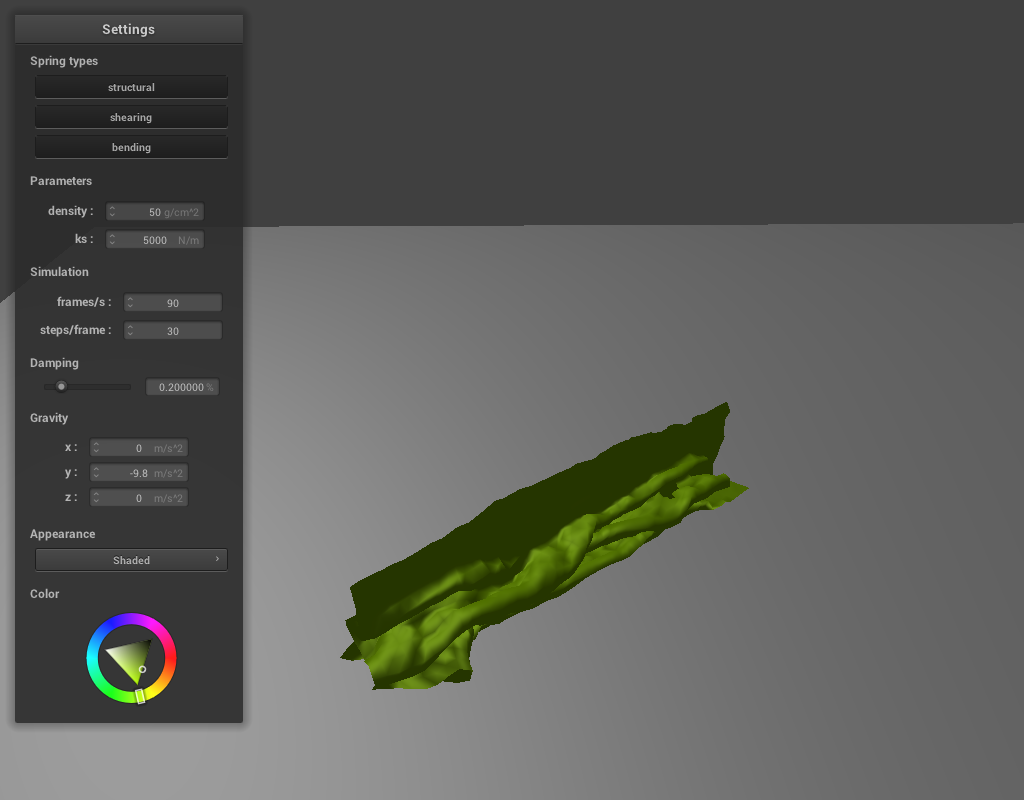 Settings
Spring types
structural
shearing
bending
Parameters
density : 50 g/cm^2
ks : 5000 N/m
Simulation
frames/s : 90
steps/frame : 30
Damping
0.200000 %
Gravity
x : 0 m/s^2
y : -9.8 m/s^2
z : 0 m/s^2
Appearance
Shaded
Color